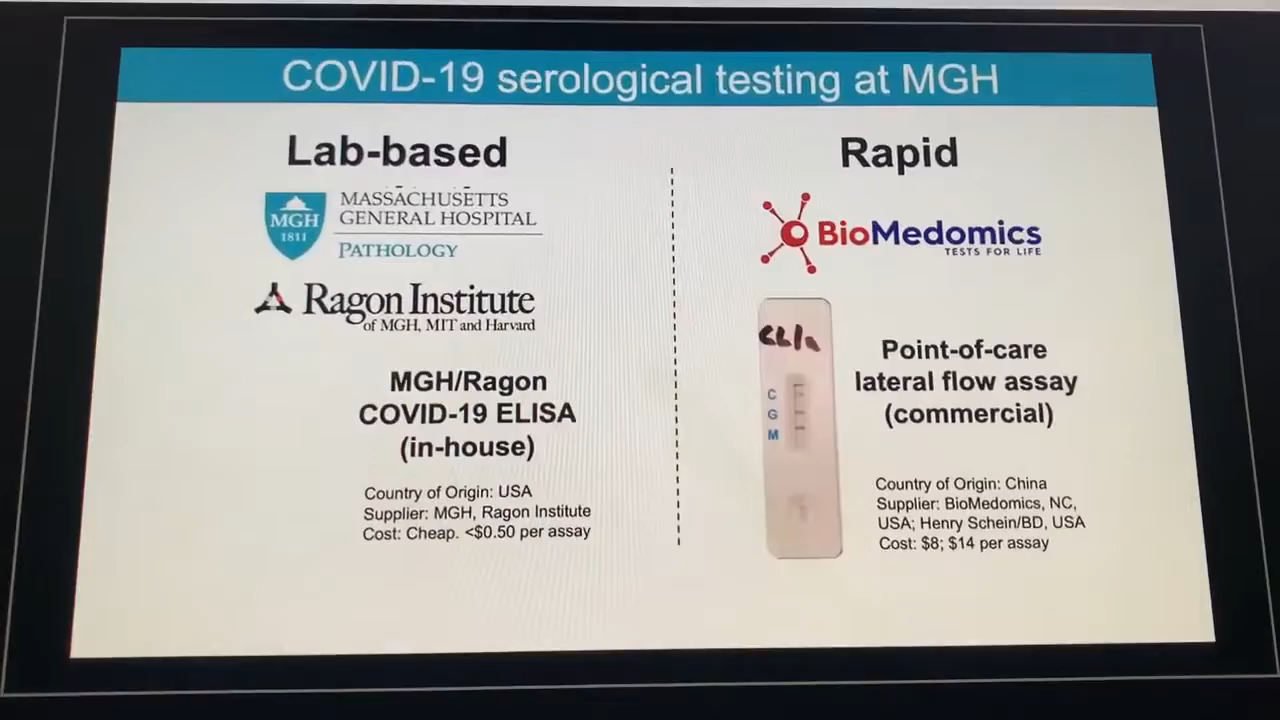 COVID-19 serological testing at MGH
Lab-based
MGH
1811
MASSACHUSETTS
GENERAL HOSPITAL
PATHOLOGY
Ragon Institute
of MGH, MIT and Harvard
MGH/Ragon
COVID-19 ELISA
(in-house)
Country of Origin: USA
Supplier: MGH, Ragon Institute
Cost: Cheap. <$0.50 per assay
Rapid
BioMedomics
TESTS FOR LIFE
C
G
M
Point-of-care
lateral flow assay
(commercial)
Country of Origin: China
Supplier: BioMedomics, NC,
USA; Henry Schein/BD, USA
Cost: $8; $14 per assay